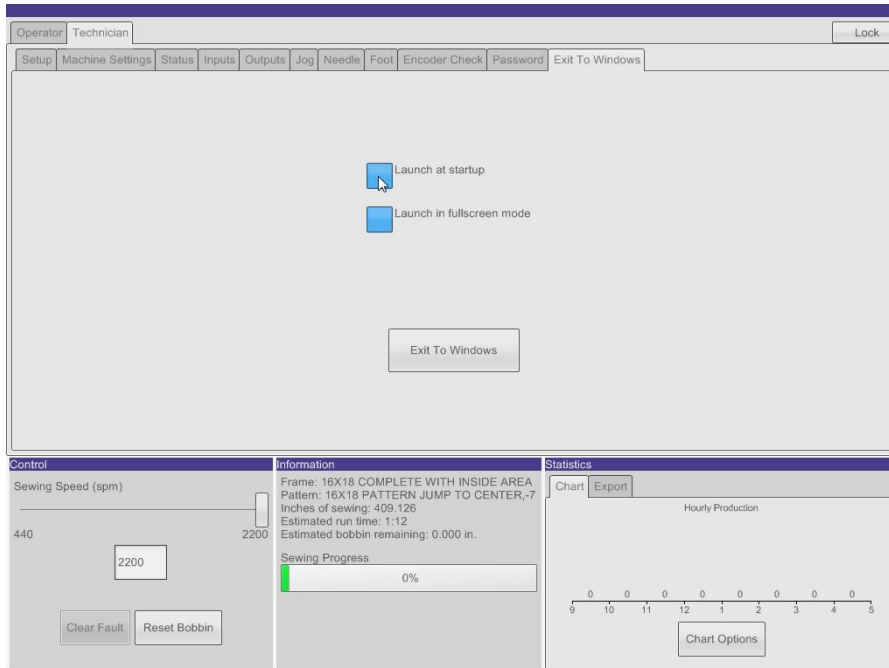 Operator Technician Lock
Setup Machine Settings Status Inputs Outputs Jog Needle Foot Encoder Check Password Exit To Windows
Launch at startup
Launch in fullscreen mode
Exit To Windows
Control
Sewing Speed (spm)
440 2200
2200
Clear Fault Reset Bobbin
Information
Frame: 16X18 COMPLETE WITH INSIDE AREA
Pattern: 16X18 PATTERN JUMP TO CENTER,-7
Inches of sewing: 409.126
Estimated run time: 1:12
Estimated bobbin remaining: 0.000 in.
Sewing Progress
0%
Statistics
Chart Export
Hourly Production
0 0 0 0 0 0 0 0
9 10 11 12 1 2 3 4 5
Chart Options